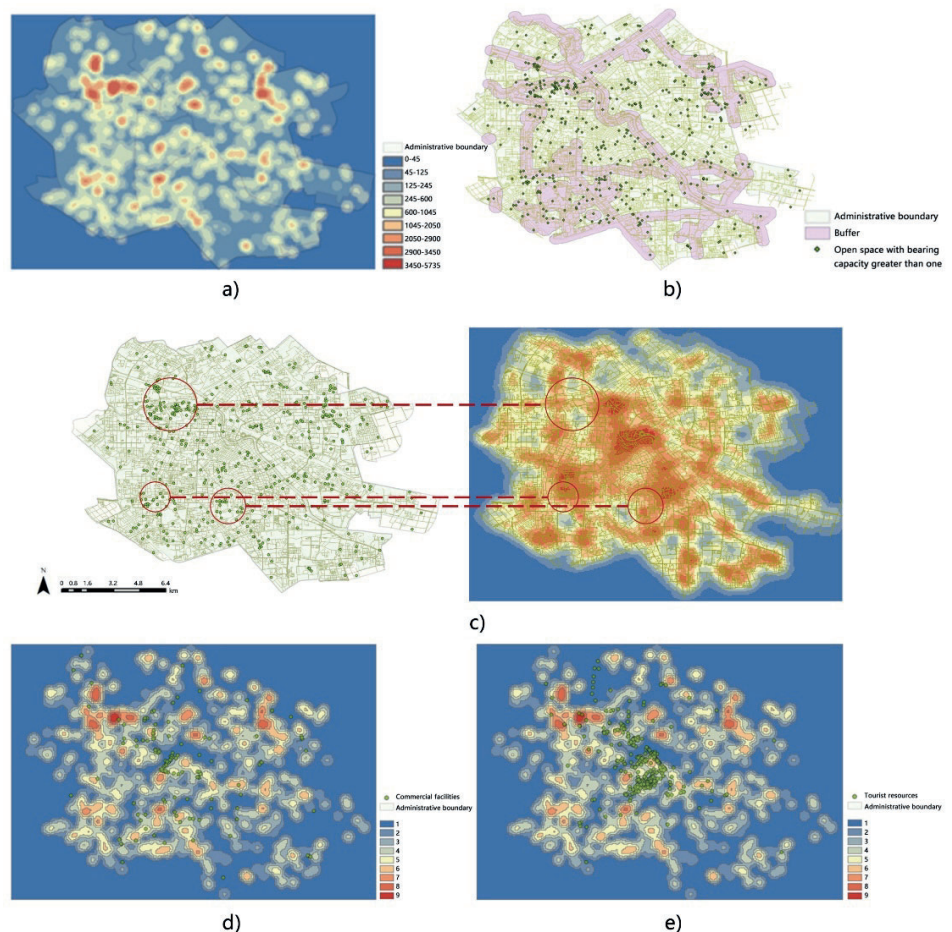 Administrative boundary
0-45
45-125
125-245
245-600
600-1045
1045-2050
2050-2900
2900-3450
3450-5735
a)
Administrative boundary
Buffer
Open space with bearing
capacity greater than one
b)
N
0 0.8 1.6 3.2 4.8 6.4
km
c)
Commercial facilities
Administrative boundary
1
2
3
4
5
6
7
8
9
d)
Tourist resources
Administrative boundary
1
2
3
4
5
6
7
8
9
e)